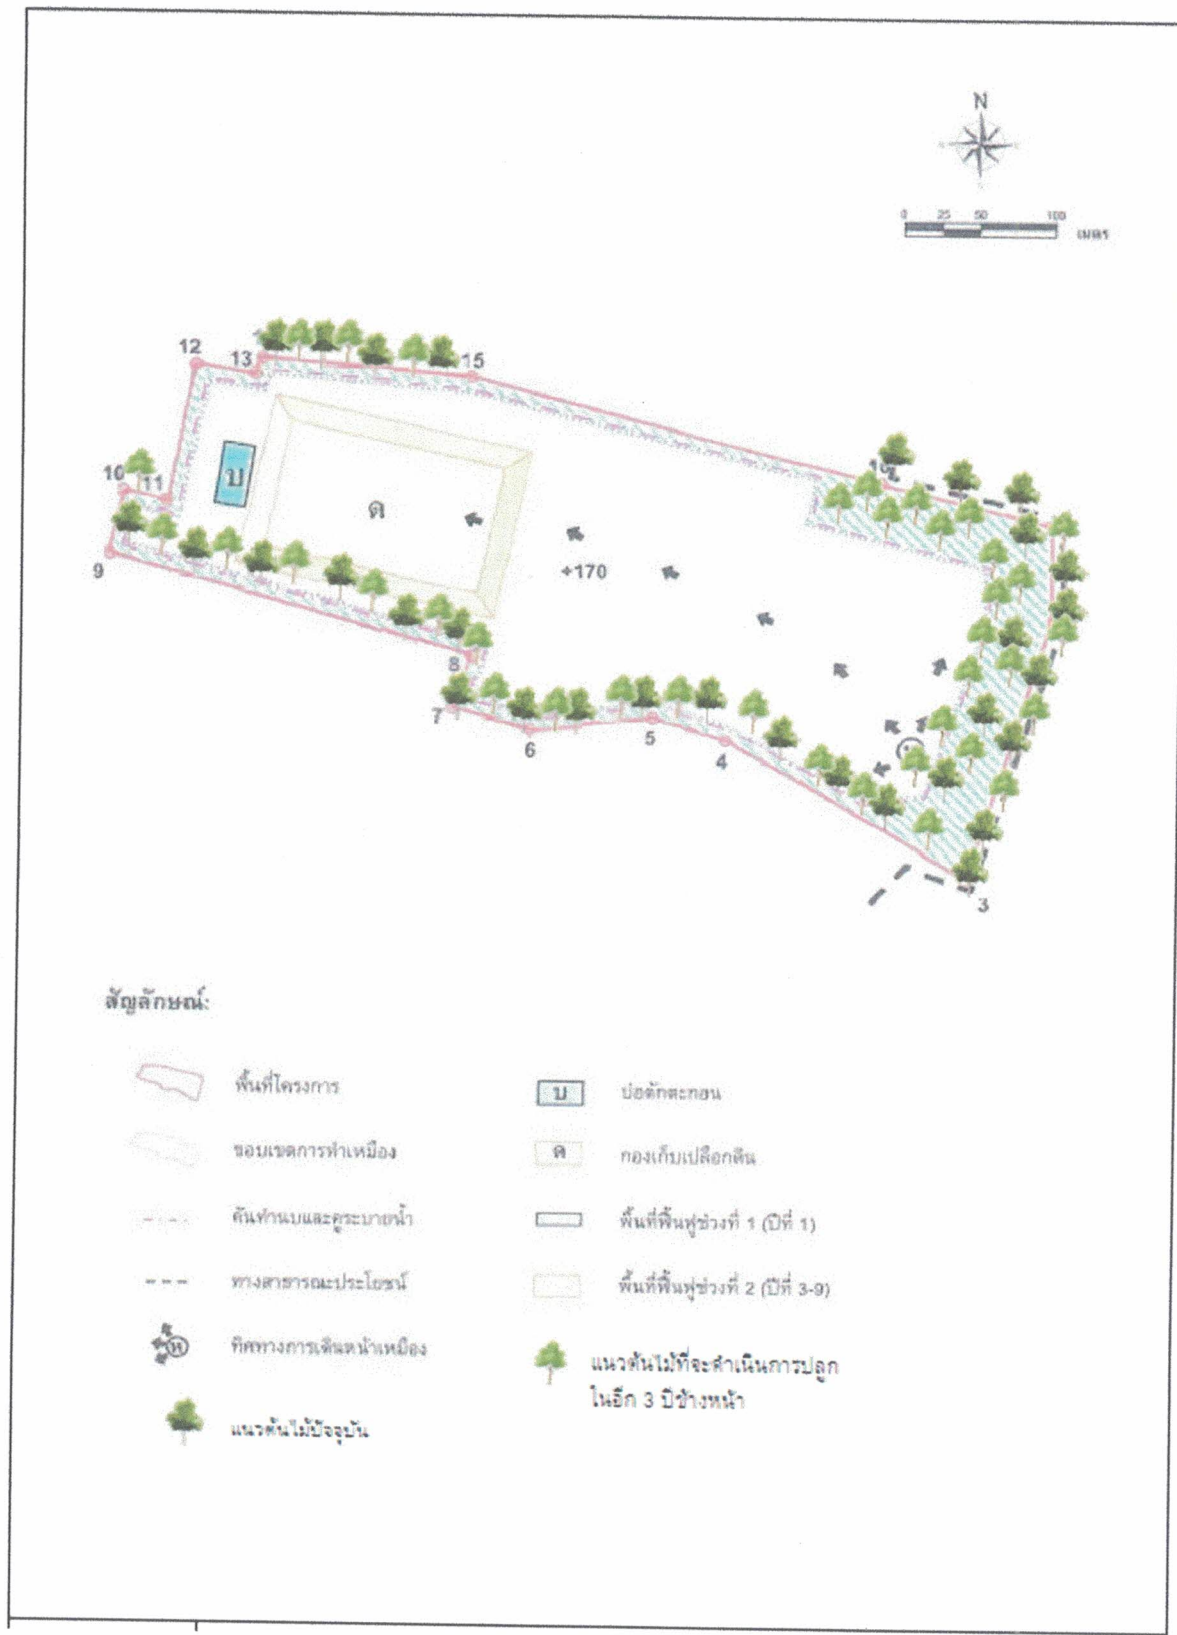 N
0 25 50 100
เมตร
12
13
15
10
11
บ
ค
+170
9
8
7
6
5
4
3
สัญลักษณ์:
พื้นที่โครงการ
ขอบเขตการทำเหมือง
คันทำนบและคูระบายน้ำ
ทางสาธารณะประโยชน์
ห ทิศทางการเดินหน้าเหมือง
แนวต้นไม้ปัจจุบัน
บ บ่อดักตะกอน
ค กองเก็บเปลือกดิน
พื้นที่ฟื้นฟูช่วงที่ 1 (ปีที่ 1)
พื้นที่ฟื้นฟูช่วงที่ 2 (ปีที่ 3-9)
แนวต้นไม้ที่จะดำเนินการปลูก
ในอีก 3 ปีข้างหน้า